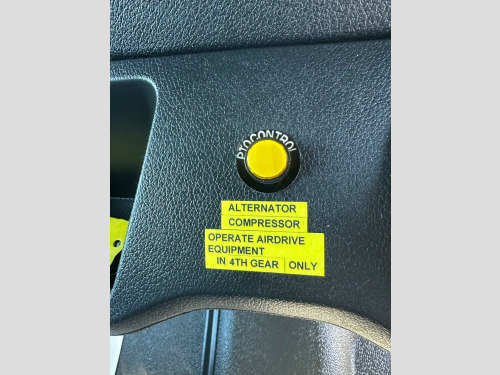 PTO CONTROL
ALTERNATOR
COMPRESSOR
OPERATE AIRDRIVE
EQUIPMENT
IN 4TH GEAR ONLY